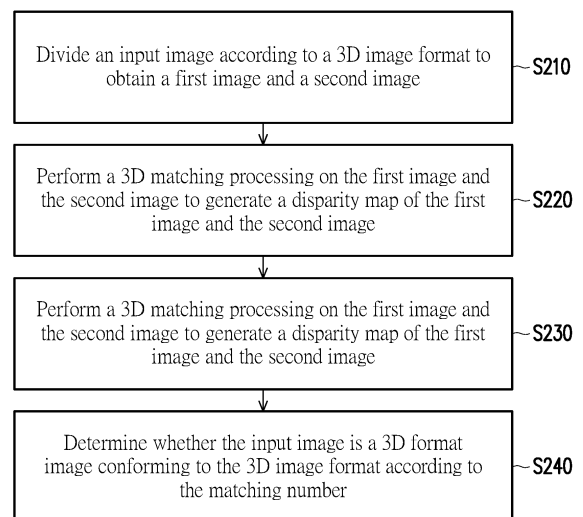 Divide an input image according to a 3D image format to
obtain a first image and a second image
S210
Perform a 3D matching processing on the first image and
the second image to generate a disparity map of the first
image and the second image
S220
Perform a 3D matching processing on the first image and
the second image to generate a disparity map of the first
image and the second image
S230
Determine whether the input image is a 3D format
image conforming to the 3D image format according to
the matching number
S240